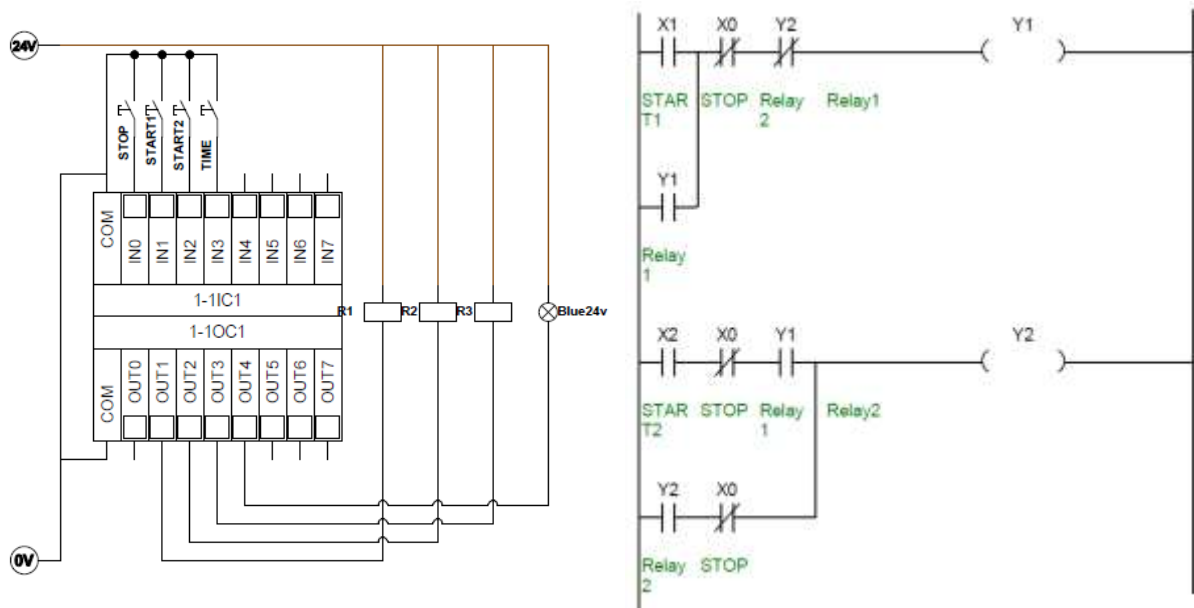 24V
STOP
START1
START2
TIME
COM
IN0
IN1
IN2
IN3
IN4
IN5
IN6
IN7
1-1IC1
1-1OC1
COM
OUT0
OUT1
OUT2
OUT3
OUT4
OUT5
OUT6
OUT7
R1
R2
R3
Blue24v
0V
X1 X0 Y2 Y1
STAR STOP Relay Relay1
T1 2
Y1
Relay
1
X2 X0 Y1 Y2
STAR STOP Relay Relay2
T2 1
Y2 X0
Relay STOP
2